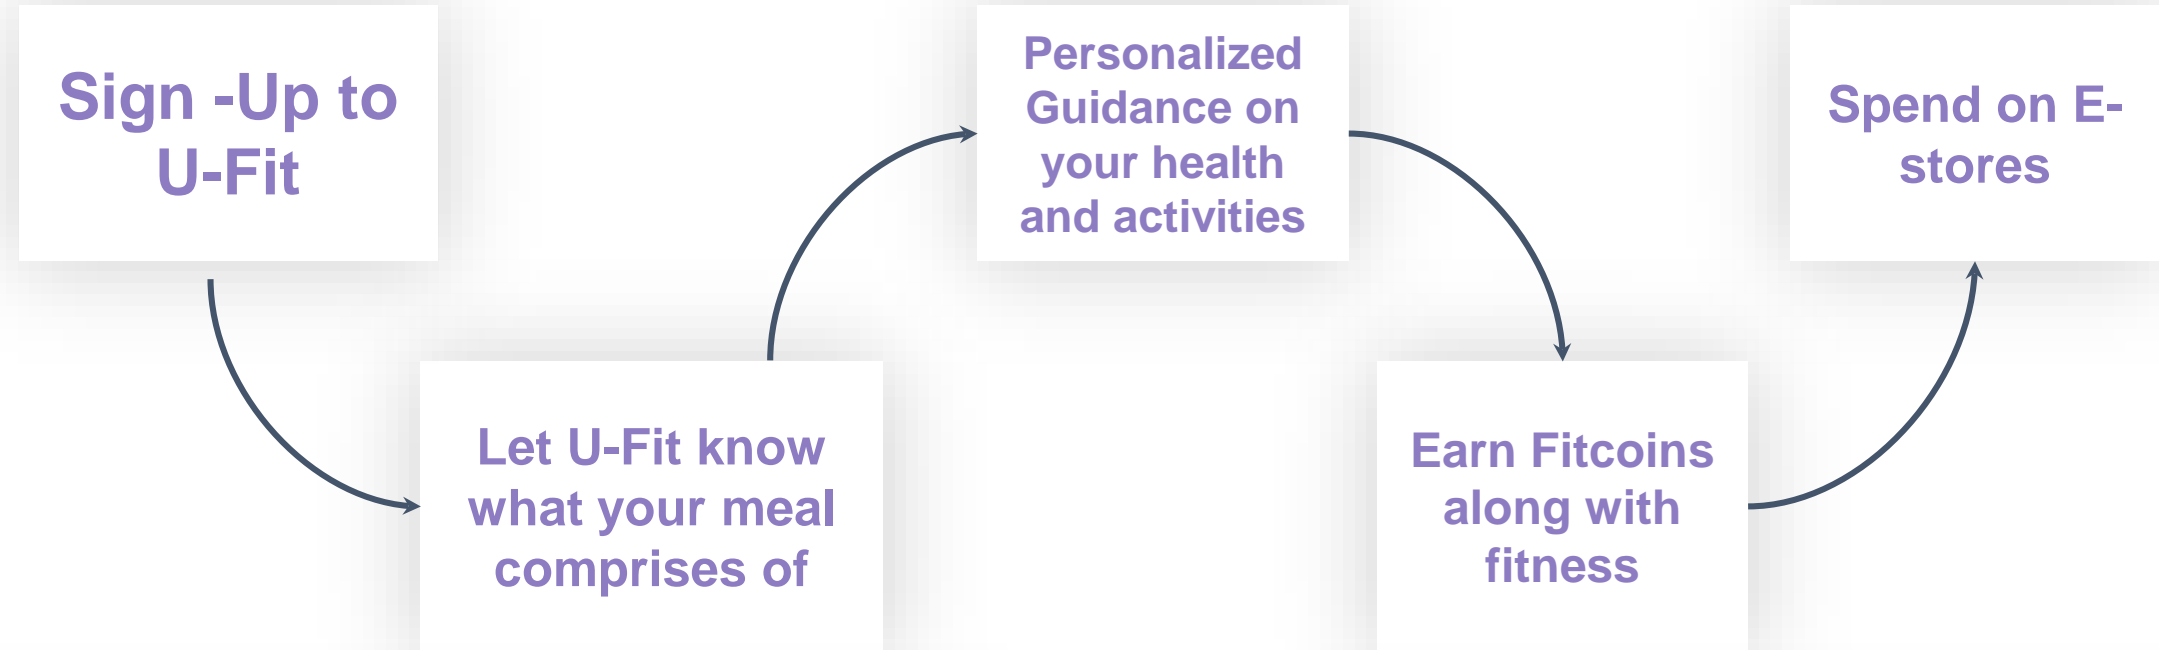 Sign -Up to
U-Fit
Let U-Fit know
what your meal
comprises of
Personalized
Guidance on
your health
and activities
Earn Fitcoins
along with
fitness
Spend on E-
stores